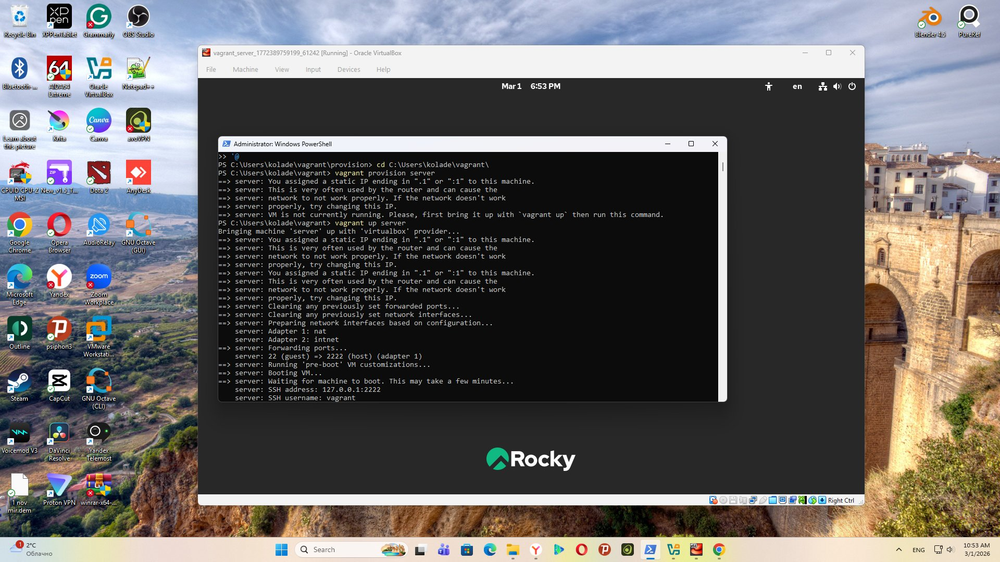 Recycle Bin
XPPenTablet
Grammarly
OBS Studio
Blender 4.5
PureRef
Bluetooth-...
AIDA64
Extreme
Oracle
VirtualBox
Notepad++
Learn about
this picture
Krita
Canva
avoVPN
CPUID CPU-Z
MSI
New_v1.5_T...
Dota 2
AnyDesk
Google
Chrome
Opera
Browser
AudioRelay
GNU Octave
(GUI)
Microsoft
Edge
Yandex
Zoom
Workplace
Outline
psiphon3
VMware
Workstati...
Steam
CapCut
GNU Octave
(CLI)
Voicemod V3
DaVinci
Resolve
Yandex
Telemost
1 nov
mir.dem
Proton VPN
winrar-x64-...
vagrant_server_1772389759199_61242 [Running] - Oracle VirtualBox
File Machine View Input Devices Help
Mar 1 6:53 PM
en
Administrator: Windows PowerShell
>> '@
PS C:\Users\kolade\vagrant\provision> cd C:\Users\kolade\vagrant\
PS C:\Users\kolade\vagrant> vagrant provision server
==> server: You assigned a static IP ending in ".1" or ":1" to this machine.
==> server: This is very often used by the router and can cause the
==> server: network to not work properly. If the network doesn't work
==> server: properly, try changing this IP.
==> server: VM is not currently running. Please, first bring it up with `vagrant up` then run this command.
PS C:\Users\kolade\vagrant> vagrant up server
Bringing machine 'server' up with 'virtualbox' provider...
==> server: You assigned a static IP ending in ".1" or ":1" to this machine.
==> server: This is very often used by the router and can cause the
==> server: network to not work properly. If the network doesn't work
==> server: properly, try changing this IP.
==> server: You assigned a static IP ending in ".1" or ":1" to this machine.
==> server: This is very often used by the router and can cause the
==> server: network to not work properly. If the network doesn't work
==> server: properly, try changing this IP.
==> server: Clearing any previously set forwarded ports...
==> server: Clearing any previously set network interfaces...
==> server: Preparing network interfaces based on configuration...
server: Adapter 1: nat
server: Adapter 2: intnet
==> server: Forwarding ports...
server: 22 (guest) => 2222 (host) (adapter 1)
==> server: Running 'pre-boot' VM customizations...
==> server: Booting VM...
==> server: Waiting for machine to boot. This may take a few minutes...
server: SSH address: 127.0.0.1:2222
server: SSH username: vagrant
Rocky
Right Ctrl
1
2°C
Облачно
Search
ENG
10:53 AM
3/1/2026